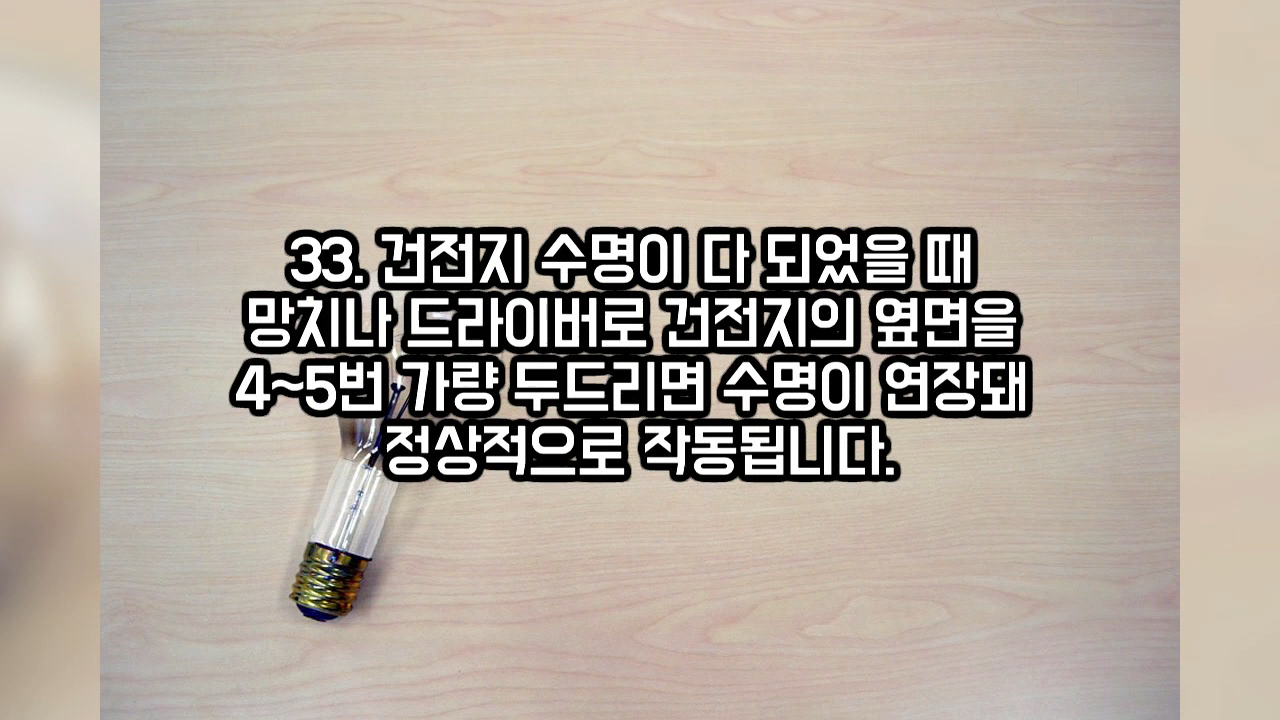 33. 건전지 수명이 다 되었을 때
망치나 드라이버로 건전지의 옆면을
4~5번 가량 두드리면 수명이 연장돼
정상적으로 작동됩니다.